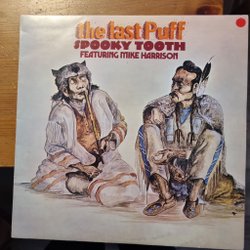 the last Puff
SPOOKY TOOTH
FEATURING MIKE HARRISON